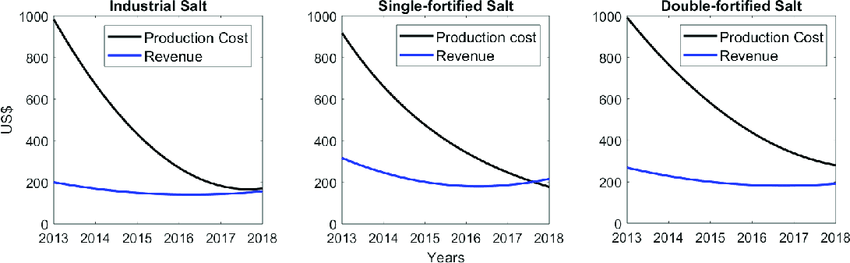 Industrial Salt
Single-fortified Salt
Double-fortified Salt
US$
1000
800
600
400
200
0
Production Cost
Revenue
2013 2014 2015 2016 2017 2018
1000
800
600
400
200
0
Production cost
Revenue
2013 2014 2015 2016 2017 2018
Years
1000
800
600
400
200
0
Production Cost
Revenue
2013 2014 2015 2016 2017 2018